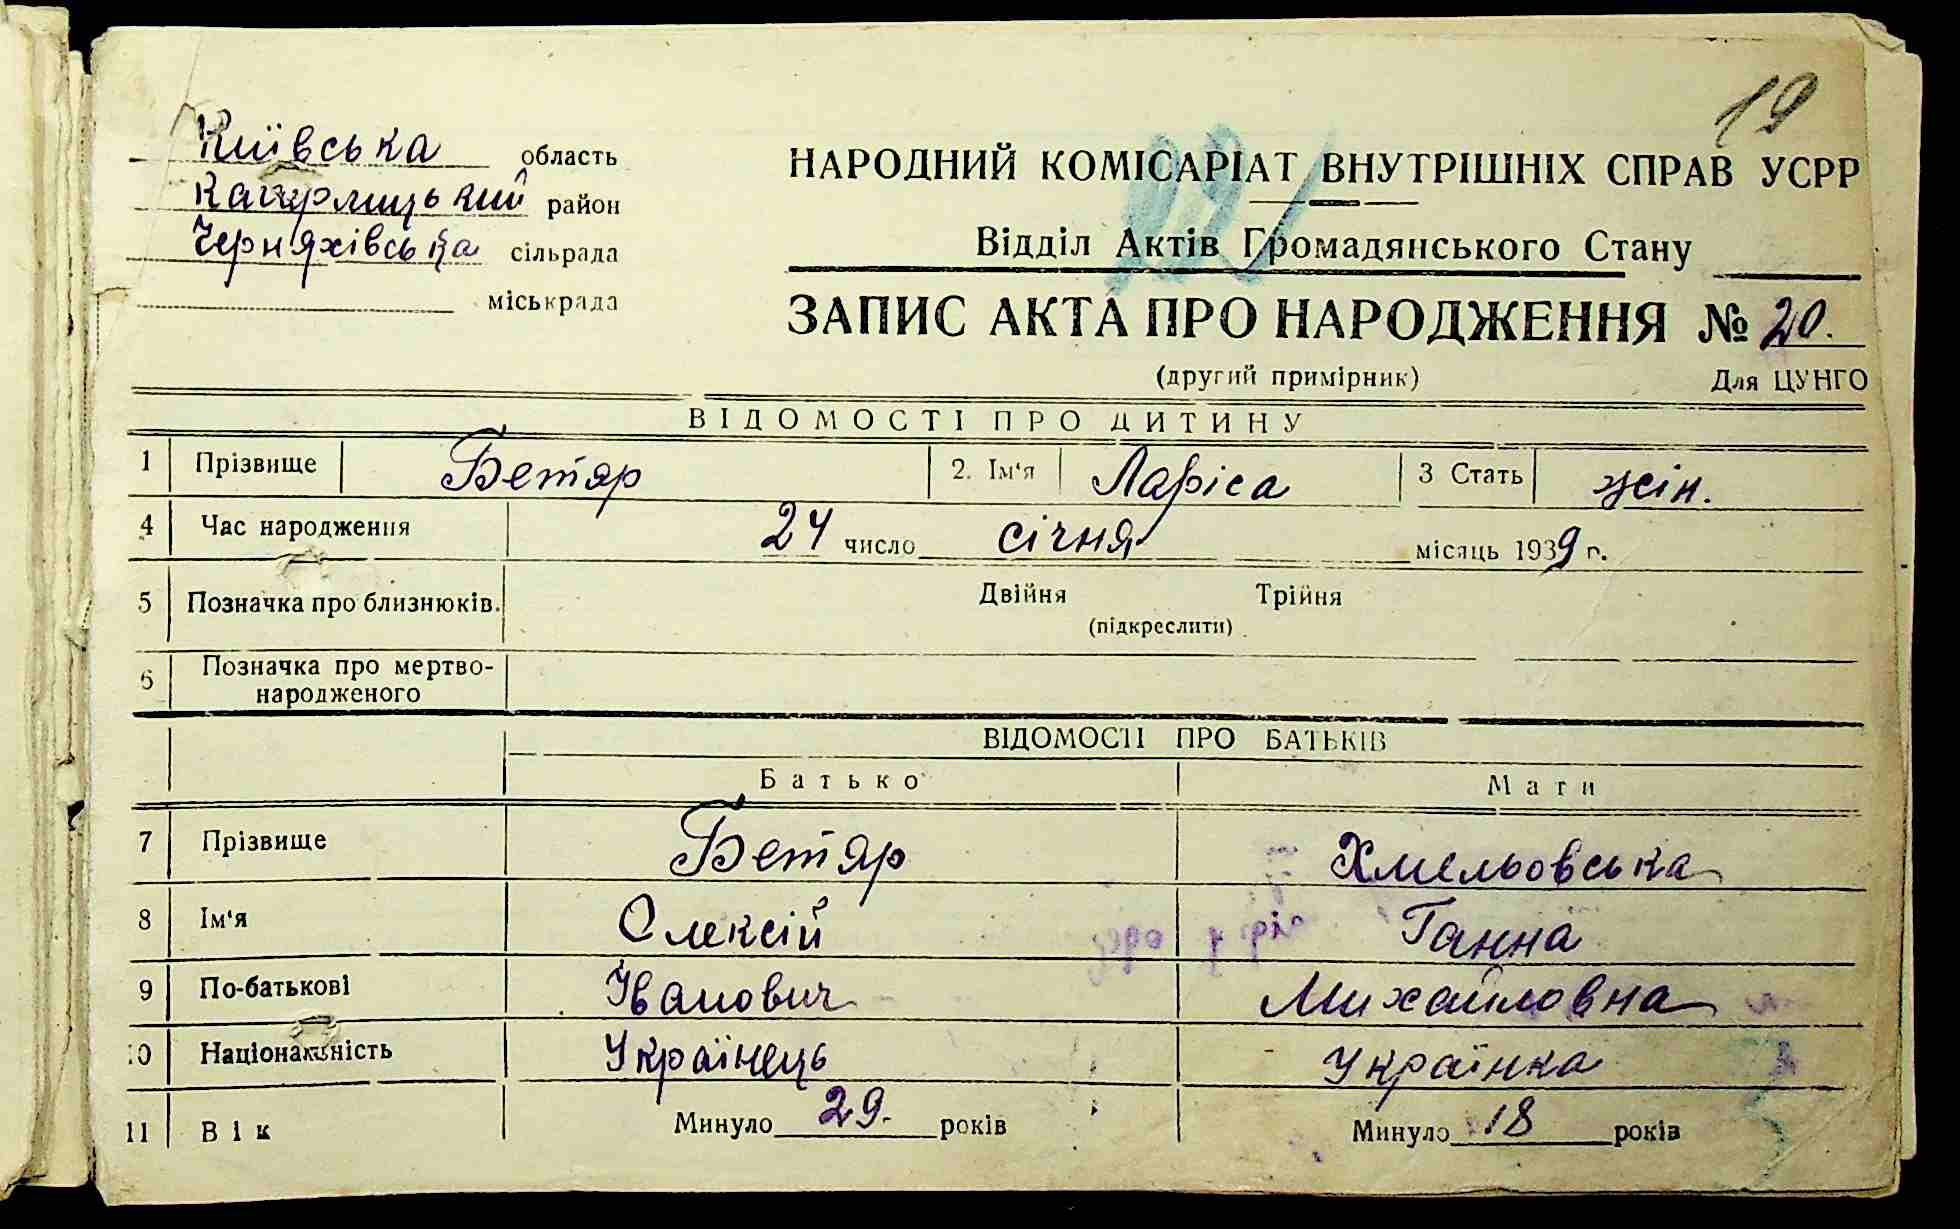 19
Київська область
Кагарлицький район
Черняхівська сільрада
міськрада
НАРОДНИЙ КОМІСАРІАТ ВНУТРІШНІХ СПРАВ УСРР
Відділ Актів Громадянського Стану
ЗАПИС АКТА ПРО НАРОДЖЕННЯ № 20.
(другий примірник) Для ЦУНГО
ВІДОМОСТІ ПРО ДИТИНУ
1 Прізвище Бетяр 2. Ім'я Ларіса 3 Стать жін.
4 Час народження 24 число січня місяць 1939 г.
5 Позначка про близнюків. Двійня Трійня
(підкреслити)
6 Позначка про мертво-
народженого
ВІДОМОСТІ ПРО БАТЬКІВ
Батько Мати
7 Прізвище Бетяр Хмельовська
8 Ім'я Олексій Ганна
9 По-батькові Іванович Михайловна
10 Національність Українець Українка
11 Вік Минуло 29. років Минуло 18 років